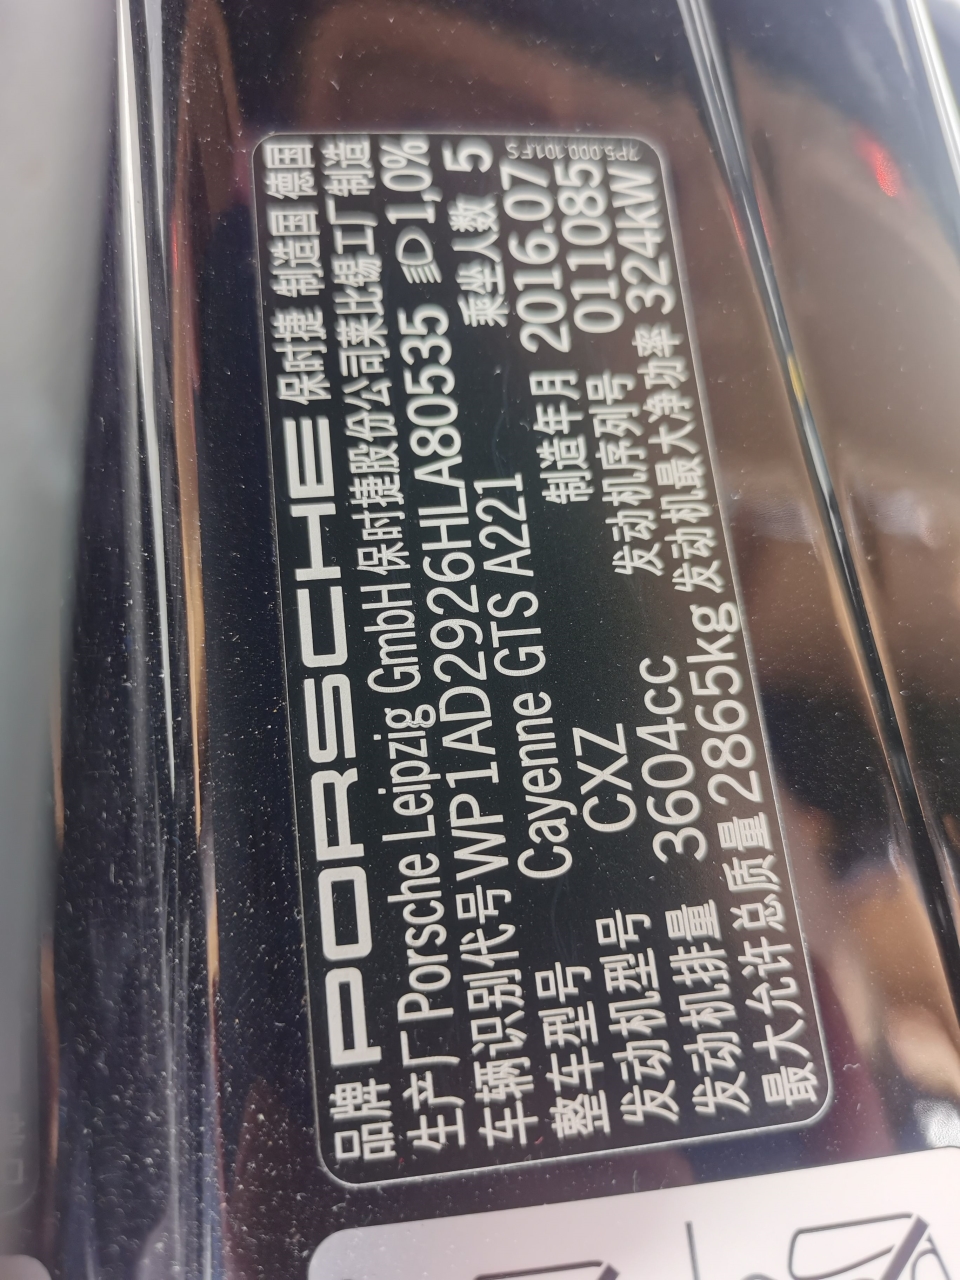 品牌 PORSCHE 保时捷 制造国 德国
生产厂 Porsche Leipzig GmbH 保时捷股份公司莱比锡工厂制造
车辆识别代号 WP1AD2926HLA80535 1,0%
整车型号 Cayenne GTS A221 乘坐人数 5
发动机型号 CXZ 制造年月 2016.07
发动机排量 3604cc 发动机序列号 011085
最大允许总质量 2865kg 发动机最大净功率 324kW
7P5.000.101.FS